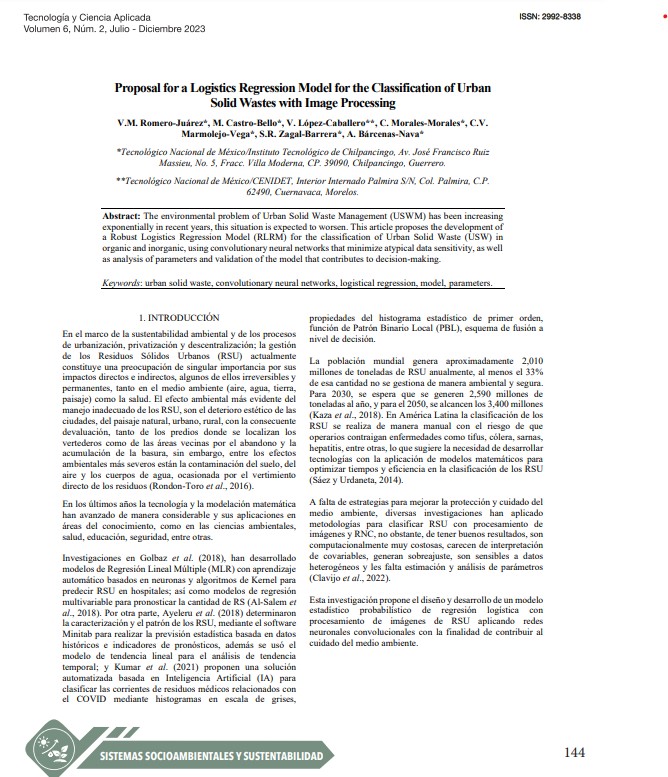 Tecnología y Ciencia Aplicada
Volumen 6, Núm. 2, Julio - Diciembre 2023
ISSN: 2992-8338
Proposal for a Logistics Regression Model for the Classification of Urban
Solid Wastes with Image Processing
V.M. Romero-Juárez*, M. Castro-Bello*, V. López-Caballero**, C. Morales-Morales*, C.V.
Marmolejo-Vega*, S.R. Zagal-Barrera*, A. Bárcenas-Nava*
*Tecnológico Nacional de México/Instituto Tecnológico de Chilpancingo, Av. José Francisco Ruiz
Massieu, No. 5, Fracc. Villa Moderna, CP. 39090, Chilpancingo, Guerrero.
**Tecnológico Nacional de México/CENIDET, Interior Internado Palmira S/N, Col. Palmira, C.P.
62490, Cuernavaca, Morelos.
Abstract: The environmental problem of Urban Solid Waste Management (USWM) has been increasing
exponentially in recent years, this situation is expected to worsen. This article proposes the development of
a Robust Logistics Regression Model (RLRM) for the classification of Urban Solid Waste (USW) in
organic and inorganic, using convolutional neural networks that minimize atypical data sensitivity, as well
as analysis of parameters and validation of the model that contributes to decision-making.
Keywords: urban solid waste, convolutional neural networks, logistical regression, model, parameters.
1. INTRODUCCIÓN
En el marco de la sustentabilidad ambiental y de los procesos
de urbanización, privatización y descentralización; la gestión
de los Residuos Sólidos Urbanos (RSU) actualmente
constituye una preocupación de singular importancia por sus
impactos directos e indirectos, algunos de ellos irreversibles y
permanentes, tanto en el medio ambiente (aire, agua, tierra,
paisaje) como la salud. El efecto ambiental más evidente del
manejo inadecuado de los RSU, son el deterioro estético de las
ciudades, del paisaje natural, urbano, rural, con la consecuente
devaluación, tanto de los predios donde se localizan los
vertederos como de las áreas vecinas por el abandono y la
acumulación de la basura, sin embargo, entre los efectos
ambientales más severos están la contaminación del suelo, del
aire y los cuerpos de agua, ocasionada por el vertimiento
directo de los residuos (Rondon-Toro et al., 2016).
En los últimos años la tecnología y la modelación matemática
han avanzado de manera considerable y sus aplicaciones en
áreas del conocimiento, como en las ciencias ambientales,
salud, educación, seguridad, entre otras.
Investigaciones en Golbaz et al. (2018), han desarrollado
modelos de Regresión Lineal Múltiple (MLR) con aprendizaje
automático basados en neuronas y algoritmos de Kernel para
predecir RSU en hospitales; así como modelos de regresión
multivariable para pronosticar la cantidad de RS (Al-Salem et
al., 2018). Por otra parte, Ayeleru et al. (2018) determinaron
la caracterización y el patrón de los RSU, mediante el software
Minitab para realizar la previsión estadística basada en datos
históricos e indicadores de pronósticos, además se usó el
modelo de tendencia lineal para el análisis de tendencia
temporal; y Kumar et al. (2021) proponen una solución
automatizada basada en Inteligencia Artificial (IA) para
clasificar las corrientes de residuos médicos relacionados con
el COVID mediante histogramas en escala de grises,
propiedades del histograma estadístico de primer orden,
función de Patrón Binario Local (PBL), esquema de fusión a
nivel de decisión.
La población mundial genera aproximadamente 2,010
millones de toneladas de RSU anualmente, al menos el 33%
de esa cantidad no se gestiona de manera ambiental y segura.
Para 2030, se espera que se generen 2,590 millones de
toneladas al año, y para el 2050, se alcancen los 3,400 millones
(Kaza et al., 2018). En América Latina la clasificación de los
RSU se realiza de manera manual con el riesgo de que
operarios contraigan enfermedades como tifus, cólera, sarnas,
hepatitis, entre otras, lo que sugiere la necesidad de desarrollar
tecnologías con la aplicación de modelos matemáticos para
optimizar tiempos y eficiencia en la clasificación de los RSU
(Sáez y Urdaneta, 2014).
A falta de estrategias para mejorar la protección y cuidado del
medio ambiente, diversas investigaciones han aplicado
metodologías para clasificar RSU con procesamiento de
imágenes y RNC, no obstante, de tener buenos resultados, son
computacionalmente muy costosas, carecen de interpretación
de covariables, generan sobreajuste, son sensibles a datos
heterogéneos y les falta estimación y análisis de parámetros
(Clavijo et al., 2022).
Esta investigación propone el diseño y desarrollo de un modelo
estadístico probabilístico de regresión logística con
procesamiento de imágenes de RSU aplicando redes
neuronales convolucionales con la finalidad de contribuir al
cuidado del medio ambiente.
SISTEMAS SOCIOAMBIENTALES Y SUSTENTABILIDAD
144